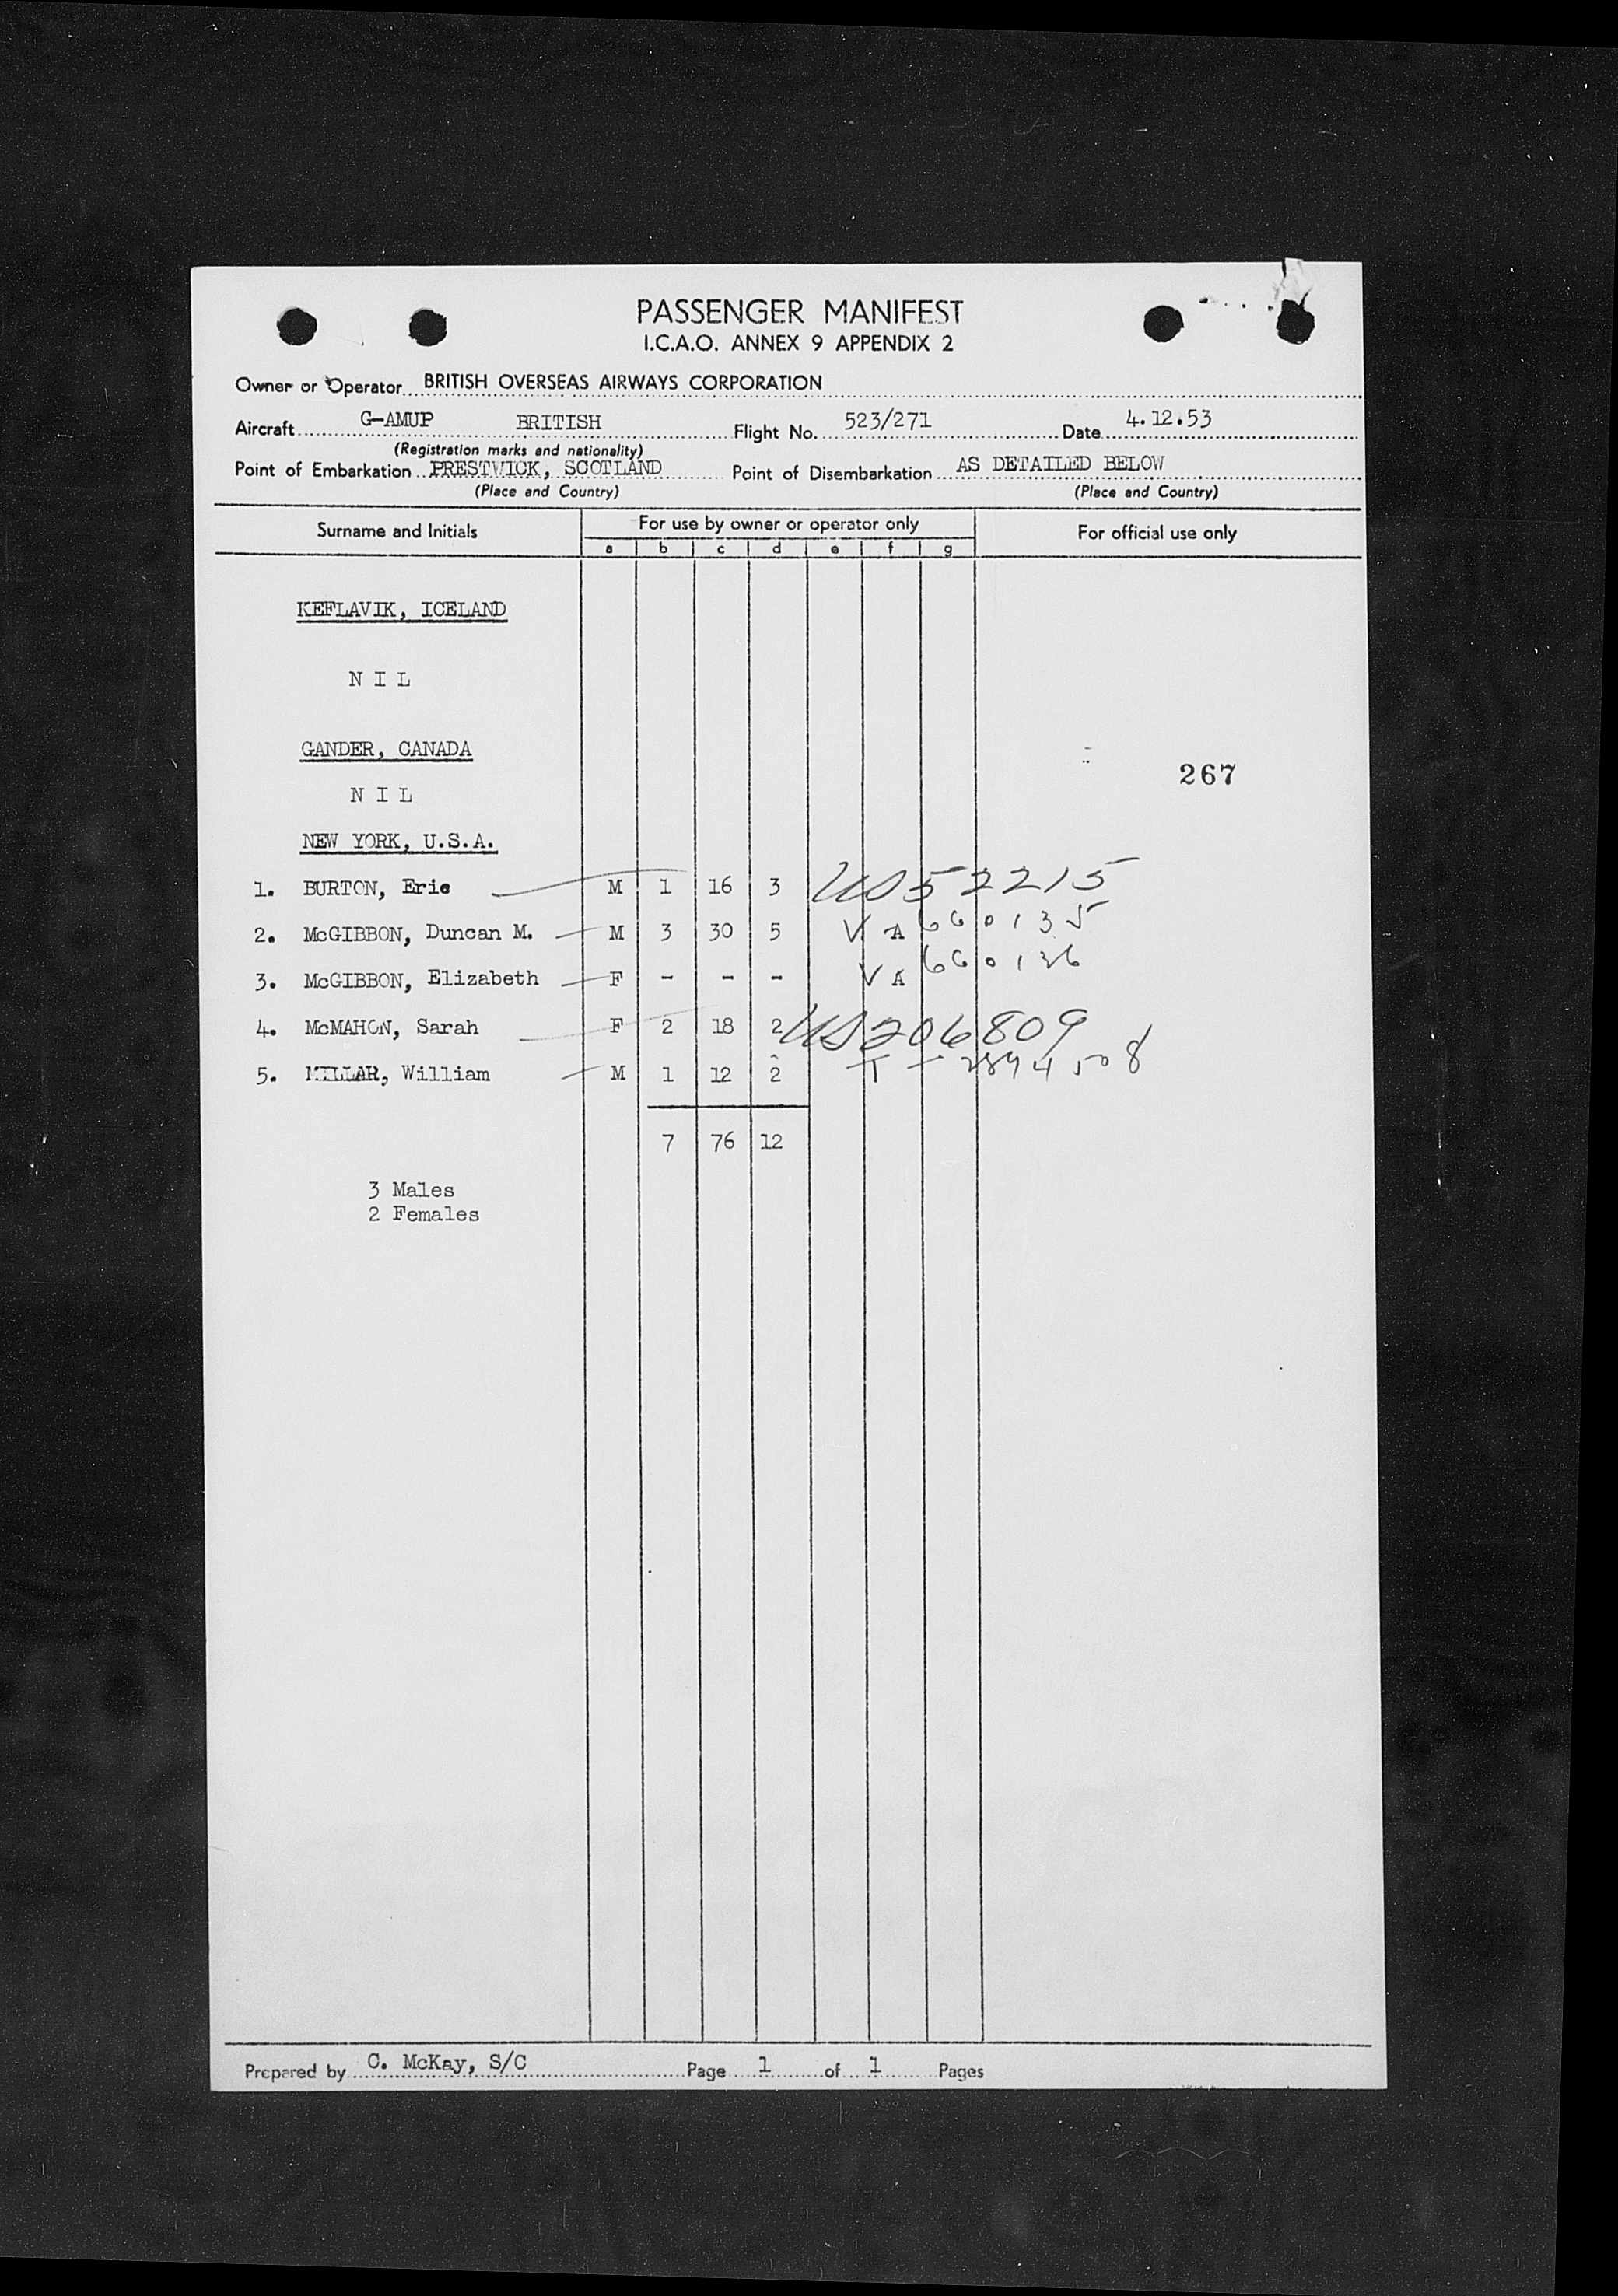 PASSENGER MANIFEST
I.C.A.O. ANNEX 9 APPENDIX 2
Owner or Operator BRITISH OVERSEAS AIRWAYS CORPORATION
Aircraft G-AMUP BRITISH Flight No. 523/271 Date 4.12.53
(Registration marks and nationality)
Point of Embarkation PRESTWICK, SCOTLAND Point of Disembarkation AS DETAILED BELOW
(Place and Country) (Place and Country)
Surname and Initials For use by owner or operator only For official use only
a b c d e f g
KEFLAVIK, ICELAND
N I L
GANDER, CANADA
267
N I L
NEW YORK, U.S.A.
1. BURTON, Eric M 1 16 3 US 52215
2. McGIBBON, Duncan M. M 3 30 5 V A 660135
3. McGIBBON, Elizabeth F - - - V A 660136
4. McMAHON, Sarah F 2 18 2 US 206809
5. MILLAR, William M 1 12 2 T -
7 76 12
3 Males
2 Females
Prepared by C. McKay, S/C Page 1 of 1 Pages